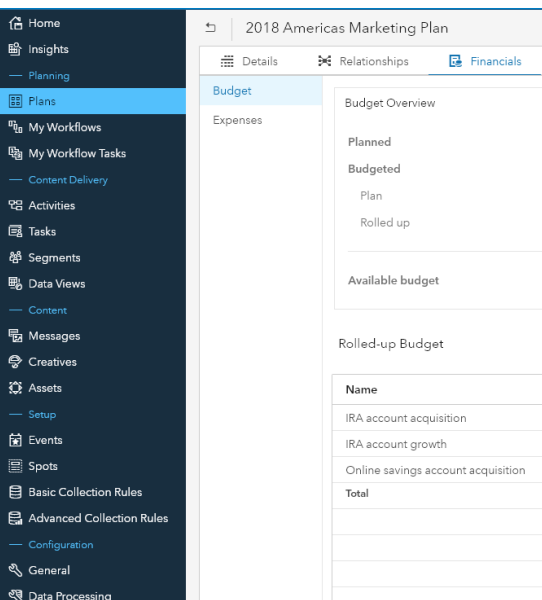 Home
Insights
Planning
Plans
My Workflows
My Workflow Tasks
Content Delivery
Activities
Tasks
Segments
Data Views
Content
Messages
Creatives
Assets
Setup
Events
Spots
Basic Collection Rules
Advanced Collection Rules
Configuration
General
Data Processing
2018 Americas Marketing Plan
Details Relationships Financials
Budget
Expenses
Budget Overview
Planned
Budgeted
Plan
Rolled up
Available budget
Rolled-up Budget
Name
IRA account acquisition
IRA account growth
Online savings account acquisition
Total